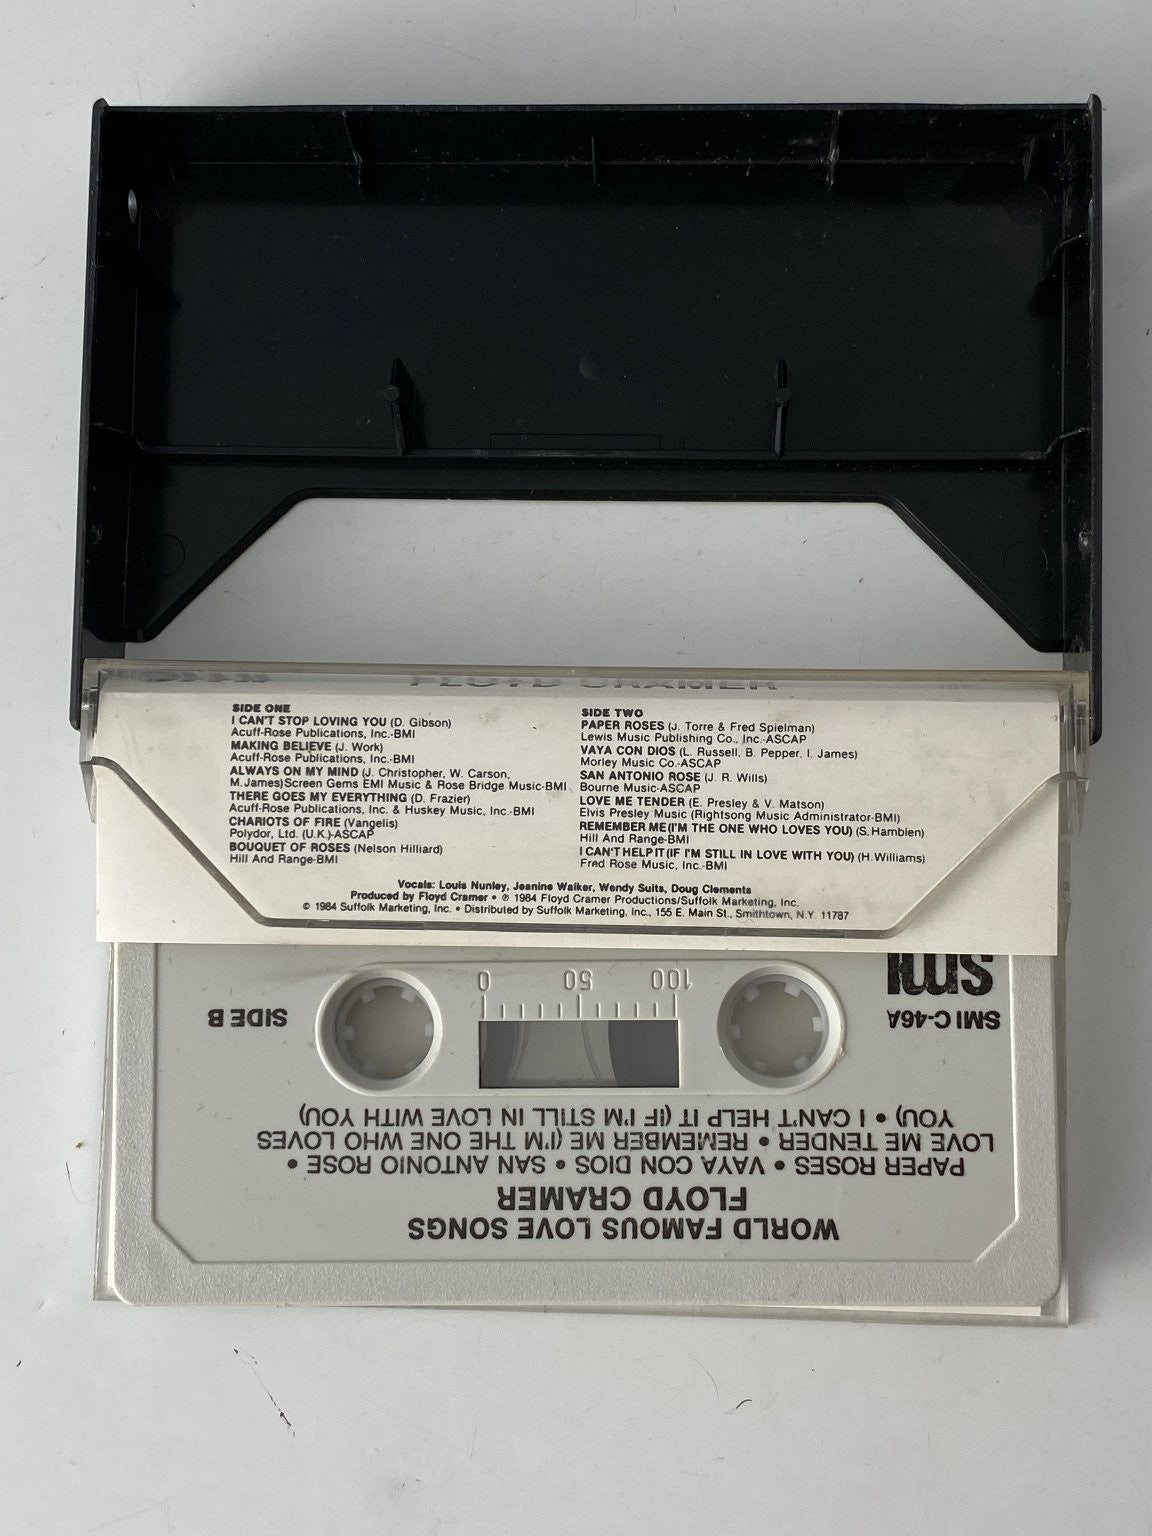 FLOYD CRAMER
SIDE ONE
I CAN'T STOP LOVING YOU (D. Gibson)
Acuff-Rose Publications, Inc.-BMI
MAKING BELIEVE (J. Work)
Acuff-Rose Publications, Inc.-BMI
ALWAYS ON MY MIND (J. Christopher, W. Carson,
M.James)Screen Gems EMI Music & Rose Bridge Music-BMI
THERE GOES MY EVERYTHING (D. Frazier)
Acuff-Rose Publications, Inc. & Huskey Music, Inc.-BMI
CHARIOTS OF FIRE (Vangelis)
Polydor, Ltd. (U.K.)-ASCAP
BOUQUET OF ROSES (Nelson Hilliard)
Hill And Range-BMI
SIDE TWO
PAPER ROSES (J. Torre & Fred Spielman)
Lewis Music Publishing Co., Inc.-ASCAP
VAYA CON DIOS (L. Russell, B. Pepper, I. James)
Morley Music Co.-ASCAP
SAN ANTONIO ROSE (J. R. Wills)
Bourne Music-ASCAP
LOVE ME TENDER (E. Presley & V. Matson)
Elvis Presley Music (Rightsong Music Administrator-BMI)
REMEMBER ME (I'M THE ONE WHO LOVES YOU) (S. Hamblen)
Hill And Range-BMI
I CAN'T HELP IT (IF I'M STILL IN LOVE WITH YOU) (H. Williams)
Fred Rose Music, Inc.-BMI
Vocals: Louis Nunley, Jeanine Walker, Wendy Suits, Doug Clements
Produced by Floyd Cramer • ℗ 1984 Floyd Cramer Productions/Suffolk Marketing, Inc.
© 1984 Suffolk Marketing, Inc. • Distributed by Suffolk Marketing, Inc., 155 E. Main St., Smithtown, N.Y. 11787
WORLD FAMOUS LOVE SONGS
FLOYD CRAMER
PAPER ROSES • VAYA CON DIOS • SAN ANTONIO ROSE •
LOVE ME TENDER • REMEMBER ME (I'M THE ONE WHO LOVES
YOU) • I CAN'T HELP IT (IF I'M STILL IN LOVE WITH YOU)
SMI C-46A
SIDE B
100 50 0
smi